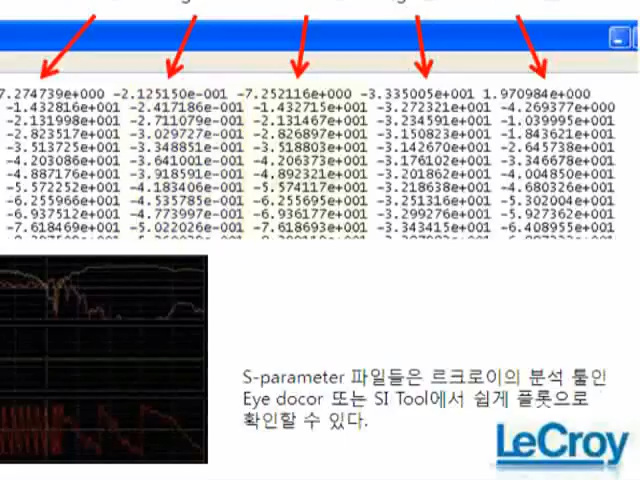 7.274739e+000 -2.125150e-001 -7.252116e+000 -3.335005e+001 1.970984e+000
-1.432816e+001 -2.417186e-001 -1.432715e+001 -3.272321e+001 -4.269377e+000
-2.131998e+001 -2.711079e-001 -2.131467e+001 -3.234591e+001 -1.039995e+001
-2.823517e+001 -3.029727e-001 -2.826897e+001 -3.150823e+001 -1.843621e+001
-3.513725e+001 -3.348851e-001 -3.518803e+001 -3.142670e+001 -2.645738e+001
-4.203086e+001 -3.641001e-001 -4.206373e+001 -3.176102e+001 -3.346678e+001
-4.887176e+001 -3.918591e-001 -4.892321e+001 -3.201862e+001 -4.004850e+001
-5.572252e+001 -4.183406e-001 -5.574117e+001 -3.218638e+001 -4.680326e+001
-6.255966e+001 -4.535785e-001 -6.255695e+001 -3.251316e+001 -5.302004e+001
-6.937512e+001 -4.773997e-001 -6.936177e+001 -3.299276e+001 -5.927362e+001
-7.618469e+001 -5.022026e-001 -7.618693e+001 -3.343415e+001 -6.408955e+001
S-parameter 파일들은 르크로이의 분석 툴인
Eye docor 또는 SI Tool에서 쉽게 플롯으로
확인할 수 있다.
LeCroy